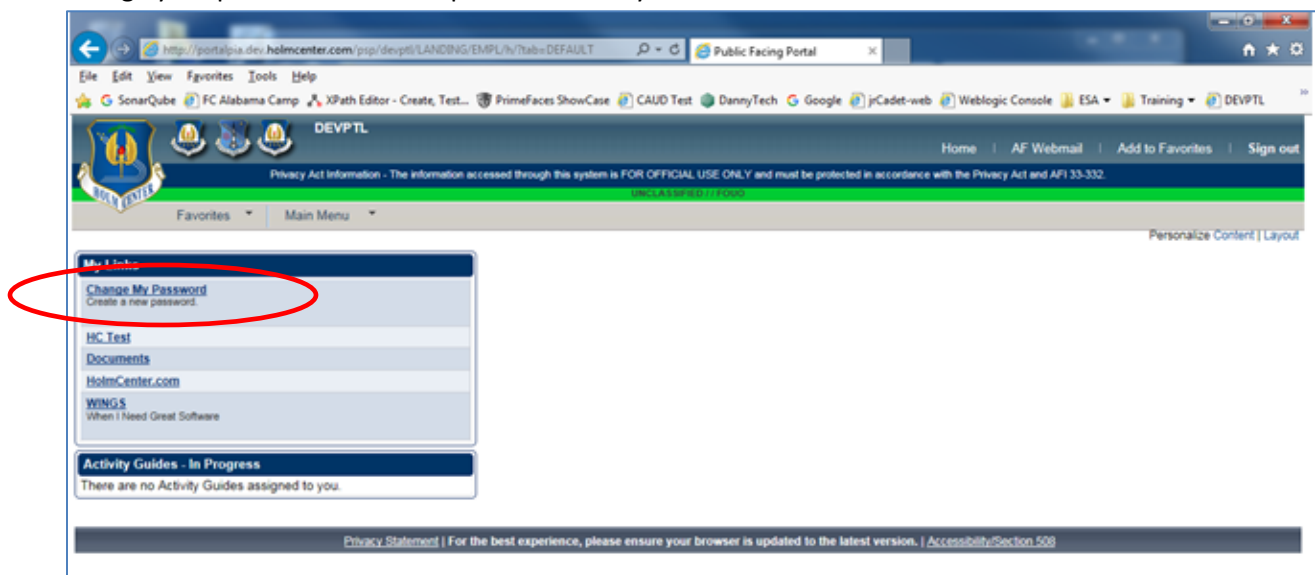 http://portalpia.dev.holmcenter.com/psp/devptl/LANDING/EMPL/h/?tab=DEFAULT
Public Facing Portal
File Edit View Favorites Tools Help
SonarQube FC Alabama Camp XPath Editor - Create, Test... PrimeFaces ShowCase CAUD Test DannyTech Google jrCadet-web Weblogic Console ESA Training DEVPTL
DEVPTL
Home | AF Webmail | Add to Favorites | Sign out
Privacy Act Information - The information accessed through this system is FOR OFFICIAL USE ONLY and must be protected in accordance with the Privacy Act and AFI 33-332.
UNCLASSIFIED // FOUO
HOLM CENTER
Favorites Main Menu
Personalize Content | Layout
My Links
Change My Password
Create a new password.
HC Test
Documents
HolmCenter.com
WINGS
When I Need Great Software
Activity Guides - In Progress
There are no Activity Guides assigned to you.
Privacy Statement | For the best experience, please ensure your browser is updated to the latest version. | Accessibility/Section 508